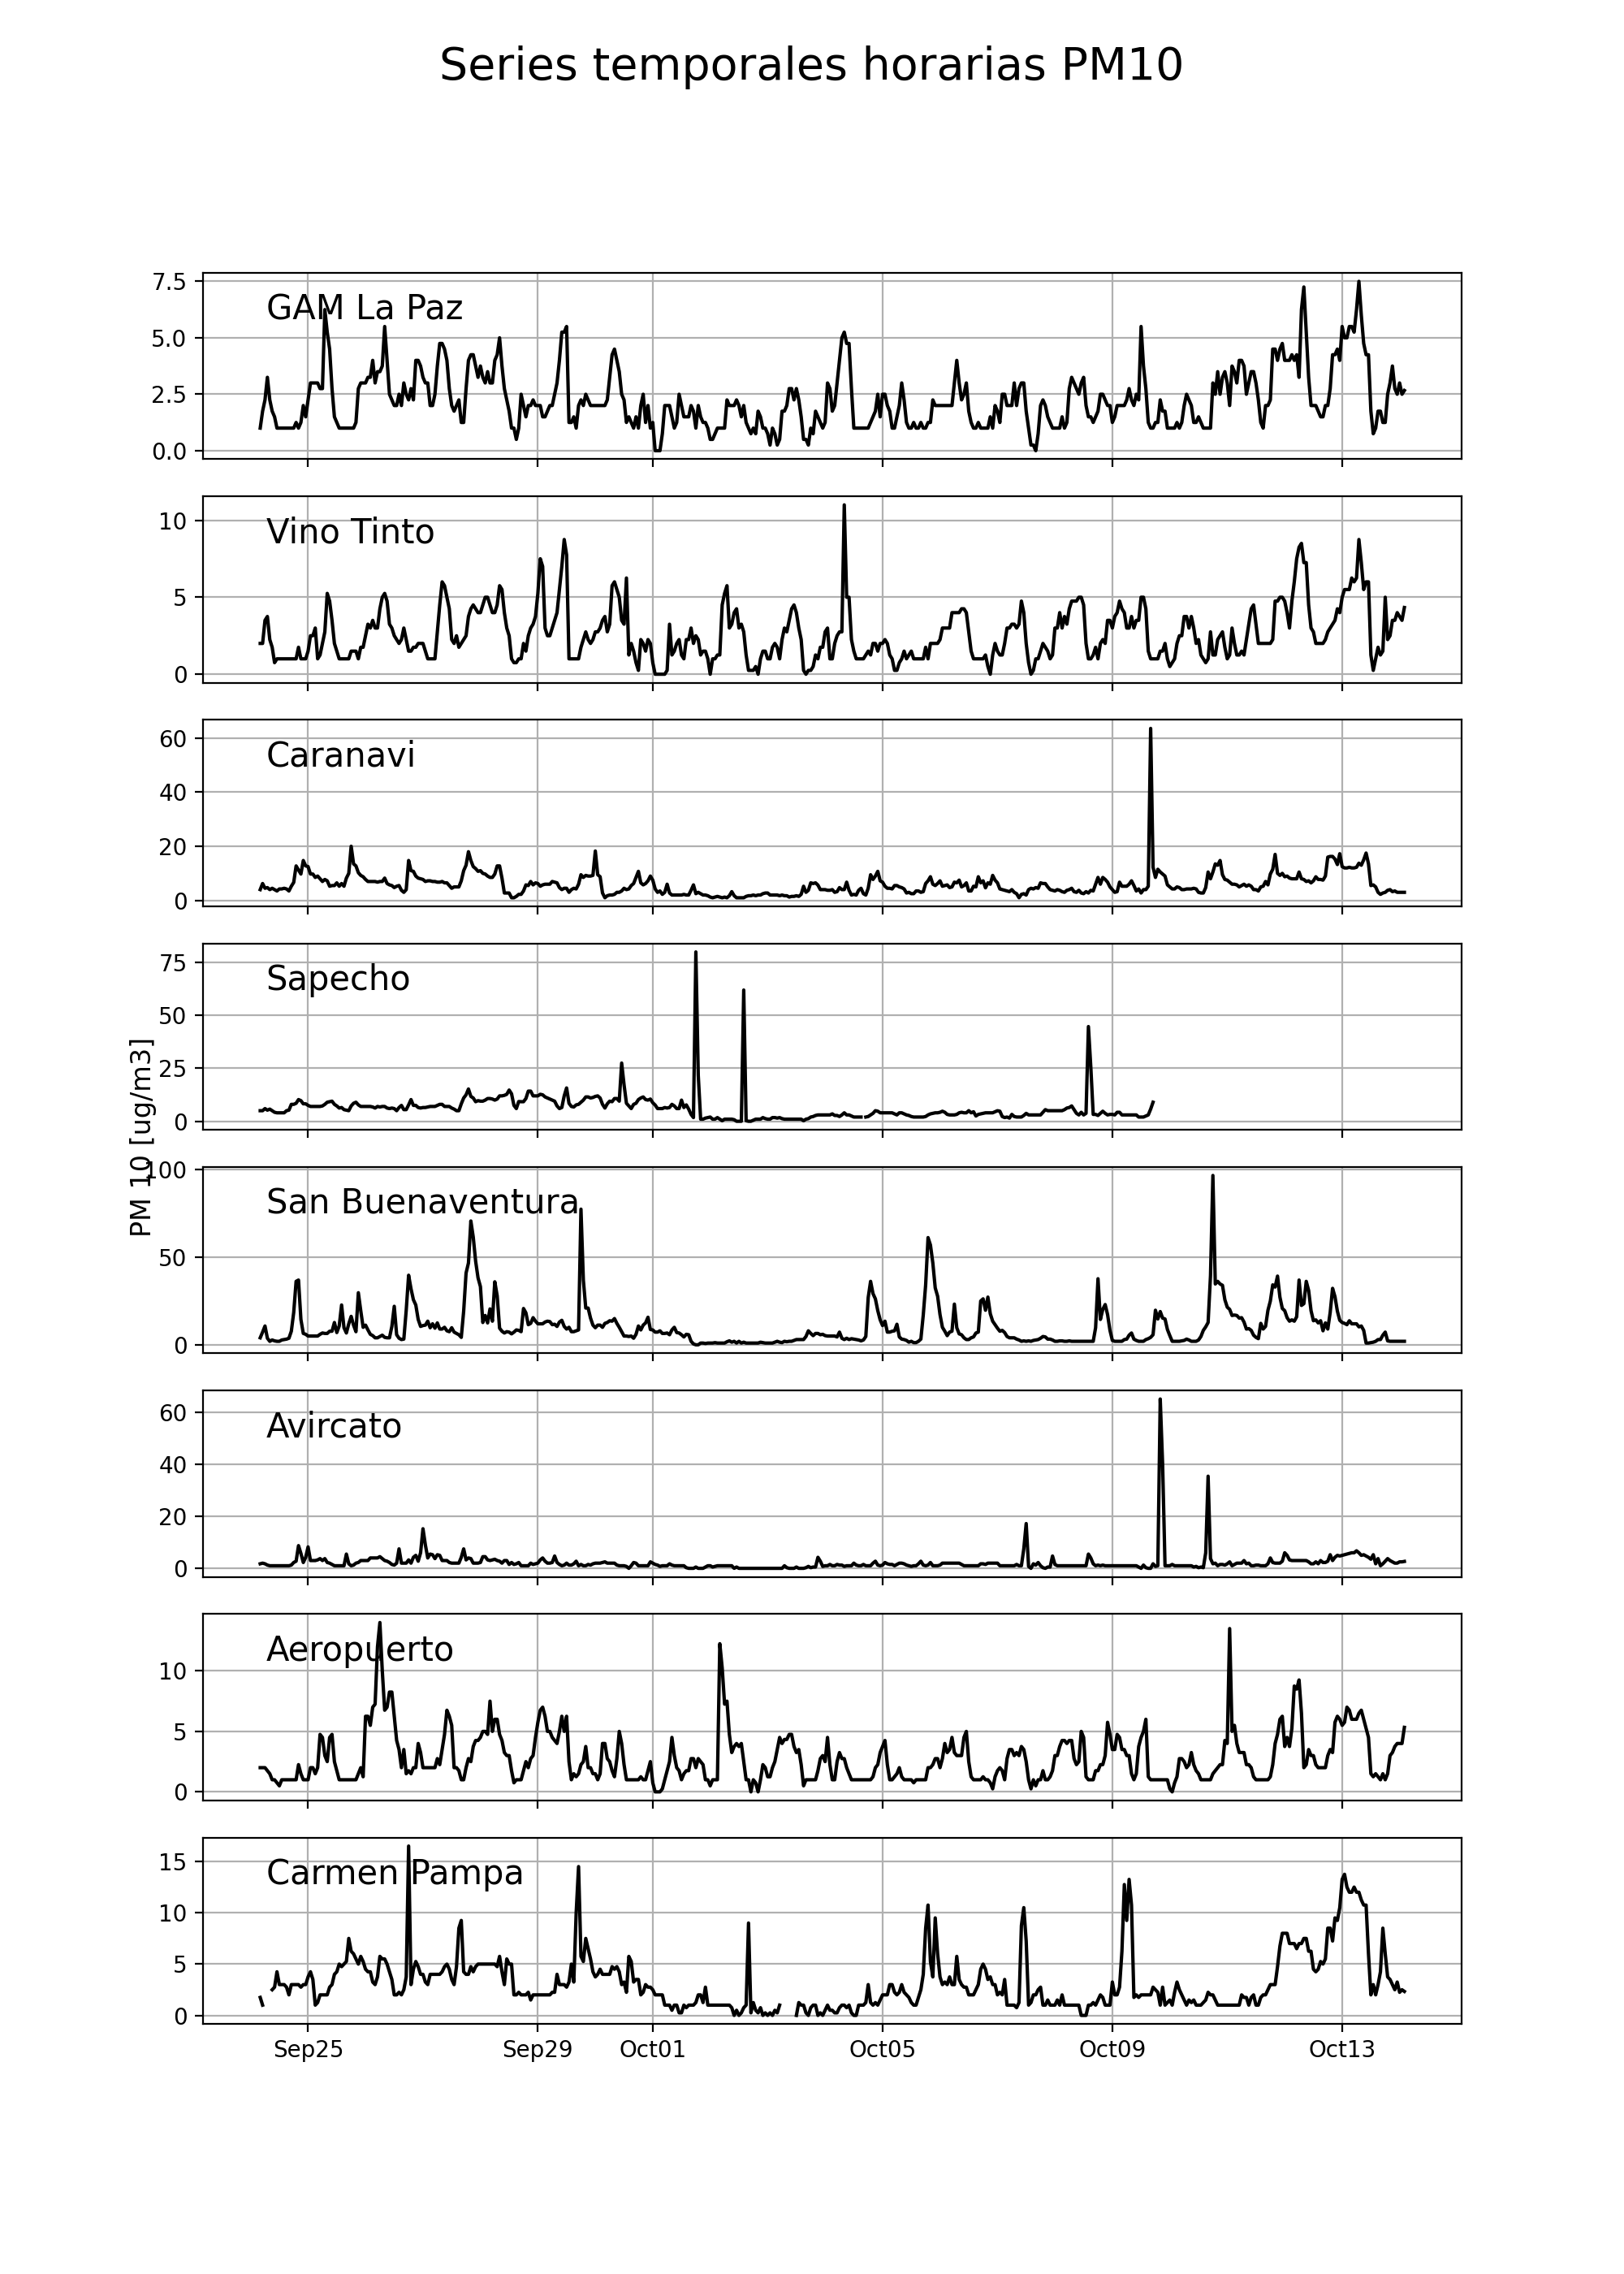 Series temporales horarias PM10
7.5
5.0
2.5
0.0
GAM La Paz
10
5
0
Vino Tinto
60
40
20
0
Caranavi
75
50
25
0
Sapecho
PM 10 [ug/m3]
100
50
0
San Buenaventura
60
40
20
0
Avircato
10
5
0
Aeropuerto
15
10
5
0
Carmen Pampa
Sep25 Sep29 Oct01 Oct05 Oct09 Oct13